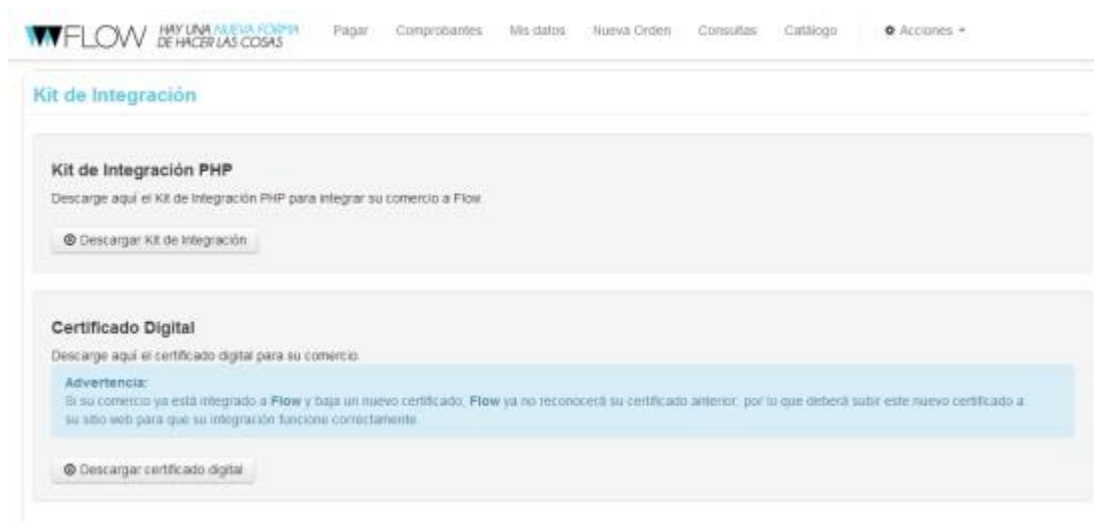 FLOW HAY UNA NUEVA FORMA
DE HACER LAS COSAS
Pagar Comprobantes Mis datos Nueva Orden Consultas Catálogo Acciones
Kit de Integración
Kit de Integración PHP
Descarge aquí el Kit de Integración PHP para integrar su comercio a Flow.
Descargar Kit de Integración
Certificado Digital
Descarge aquí el certificado digital para su comercio.
Advertencia:
Si su comercio ya está integrado a Flow y baja un nuevo certificado, Flow ya no reconocerá su certificado anterior, por lo que deberá subir este nuevo certificado a
su sitio web para que su integración funcione correctamente.
Descargar certificado digital